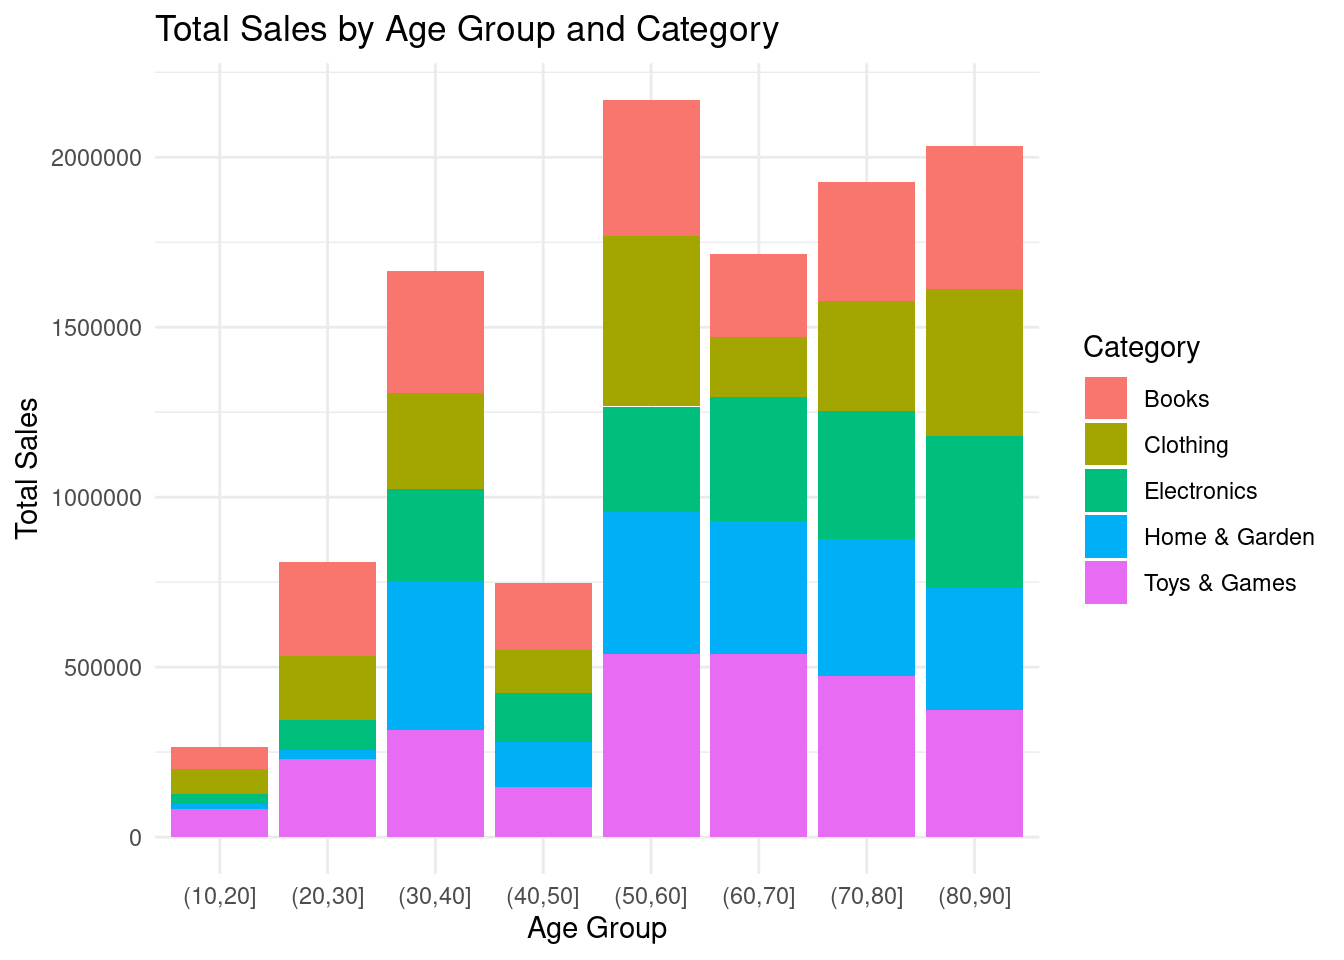 Total Sales by Age Group and Category
Total Sales
2000000
1500000
1000000
500000
0
(10,20] (20,30] (30,40] (40,50] (50,60] (60,70] (70,80] (80,90]
Age Group
Category
Books
Clothing
Electronics
Home & Garden
Toys & Games